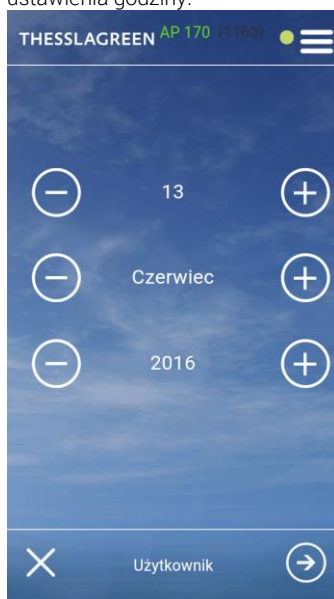 ustawienia godziny.
THESSLAGREEN AP 170 (1163)
13
Czerwiec
2016
Użytkownik